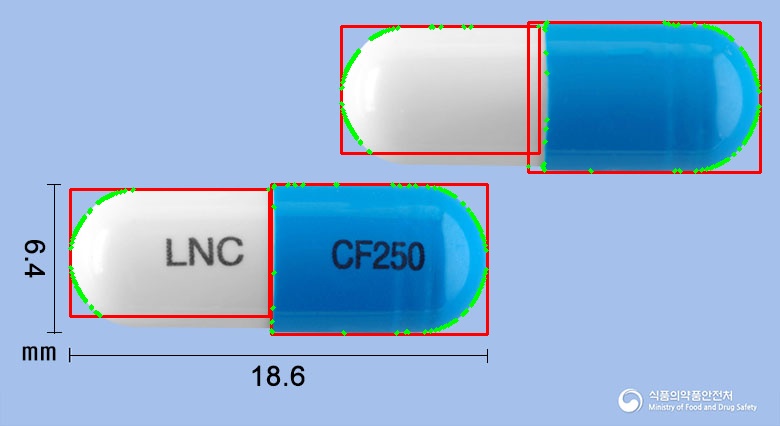 LNC
CF250
6.4
mm
18.6
식품의약품안전처
Ministry of Food and Drug Safety